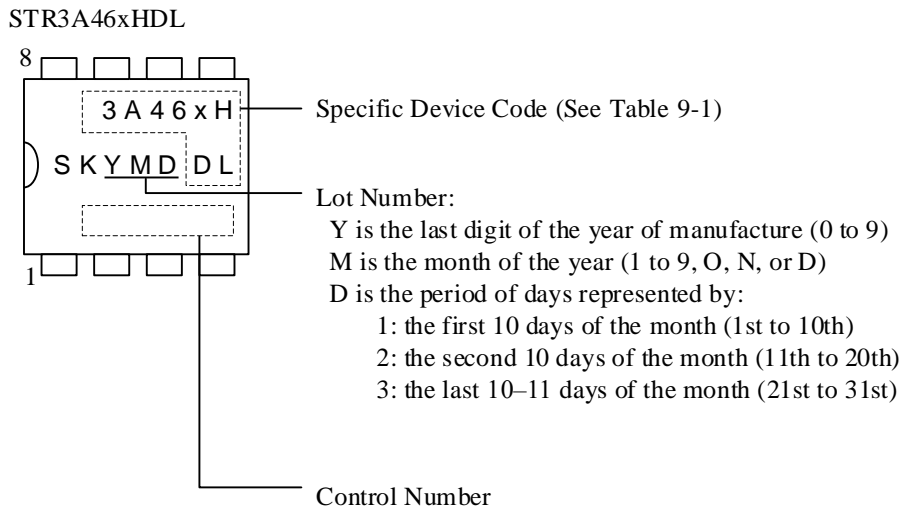 STR3A46xHDL
8
3 A 4 6 x H
Specific Device Code (See Table 9-1)
S K Y M D D L
Lot Number:
Y is the last digit of the year of manufacture (0 to 9)
M is the month of the year (1 to 9, O, N, or D)
D is the period of days represented by:
1: the first 10 days of the month (1st to 10th)
2: the second 10 days of the month (11th to 20th)
3: the last 10–11 days of the month (21st to 31st)
1
Control Number